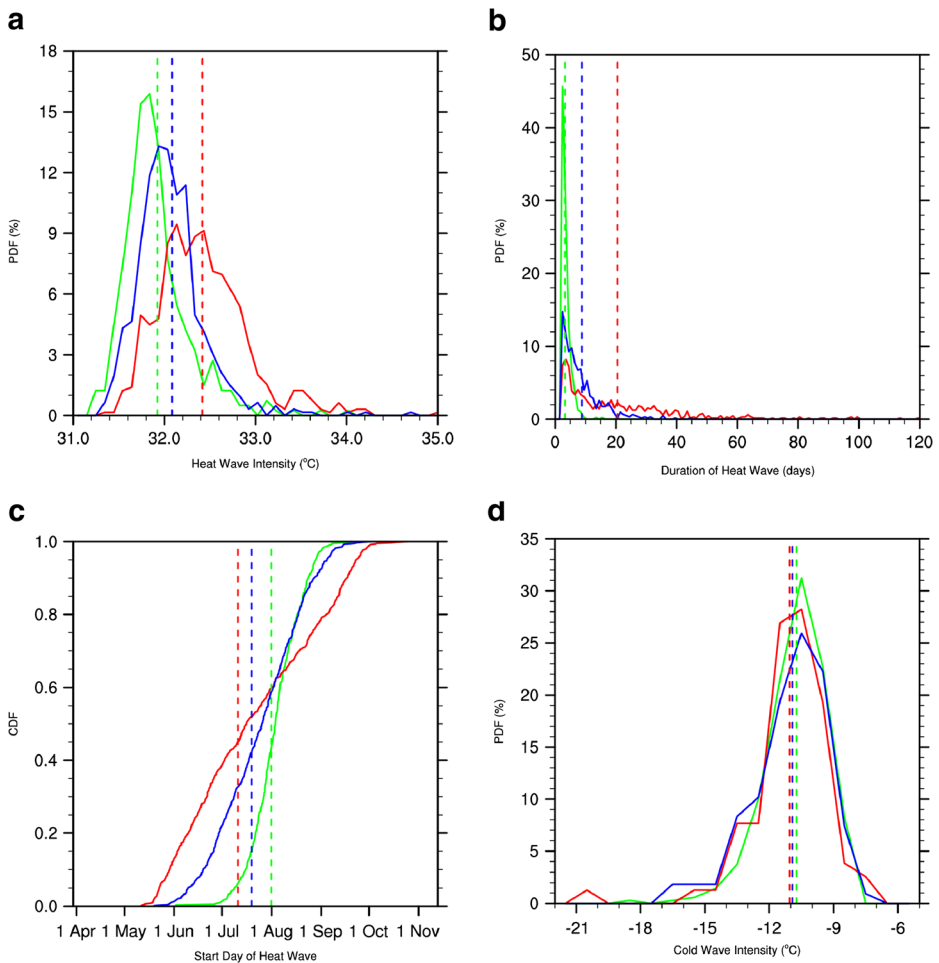 a
18
15
12
9
6
3
0
PDF (%)
31.0 32.0 33.0 34.0 35.0
Heat Wave Intensity (°C)
b
50
40
30
20
10
0
PDF (%)
0 20 40 60 80 100 120
Duration of Heat Wave (days)
c
1.0
0.8
0.6
0.4
0.2
0.0
CDF
1 Apr 1 May 1 Jun 1 Jul 1 Aug 1 Sep 1 Oct 1 Nov
Start Day of Heat Wave
d
35
30
25
20
15
10
5
0
PDF (%)
-21 -18 -15 -12 -9 -6
Cold Wave Intensity (°C)